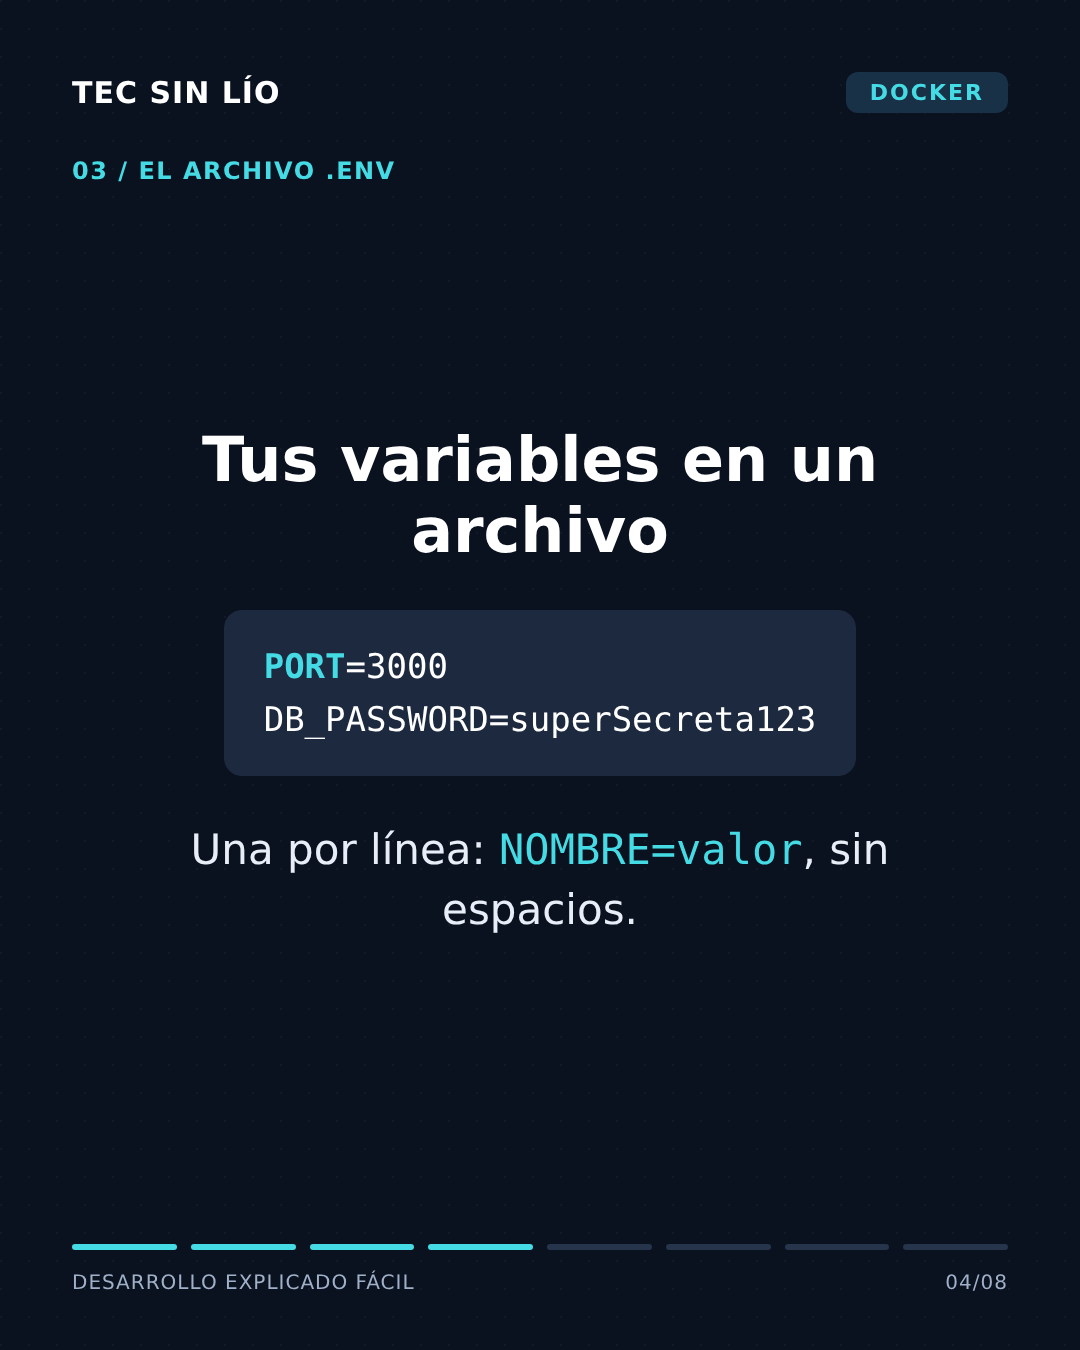 TEC SIN LÍO
DOCKER
03 / EL ARCHIVO .ENV
Tus variables en un
archivo
PORT=3000
DB_PASSWORD=superSecreta123
Una por línea: NOMBRE=valor, sin
espacios.
DESARROLLO EXPLICADO FÁCIL
04/08